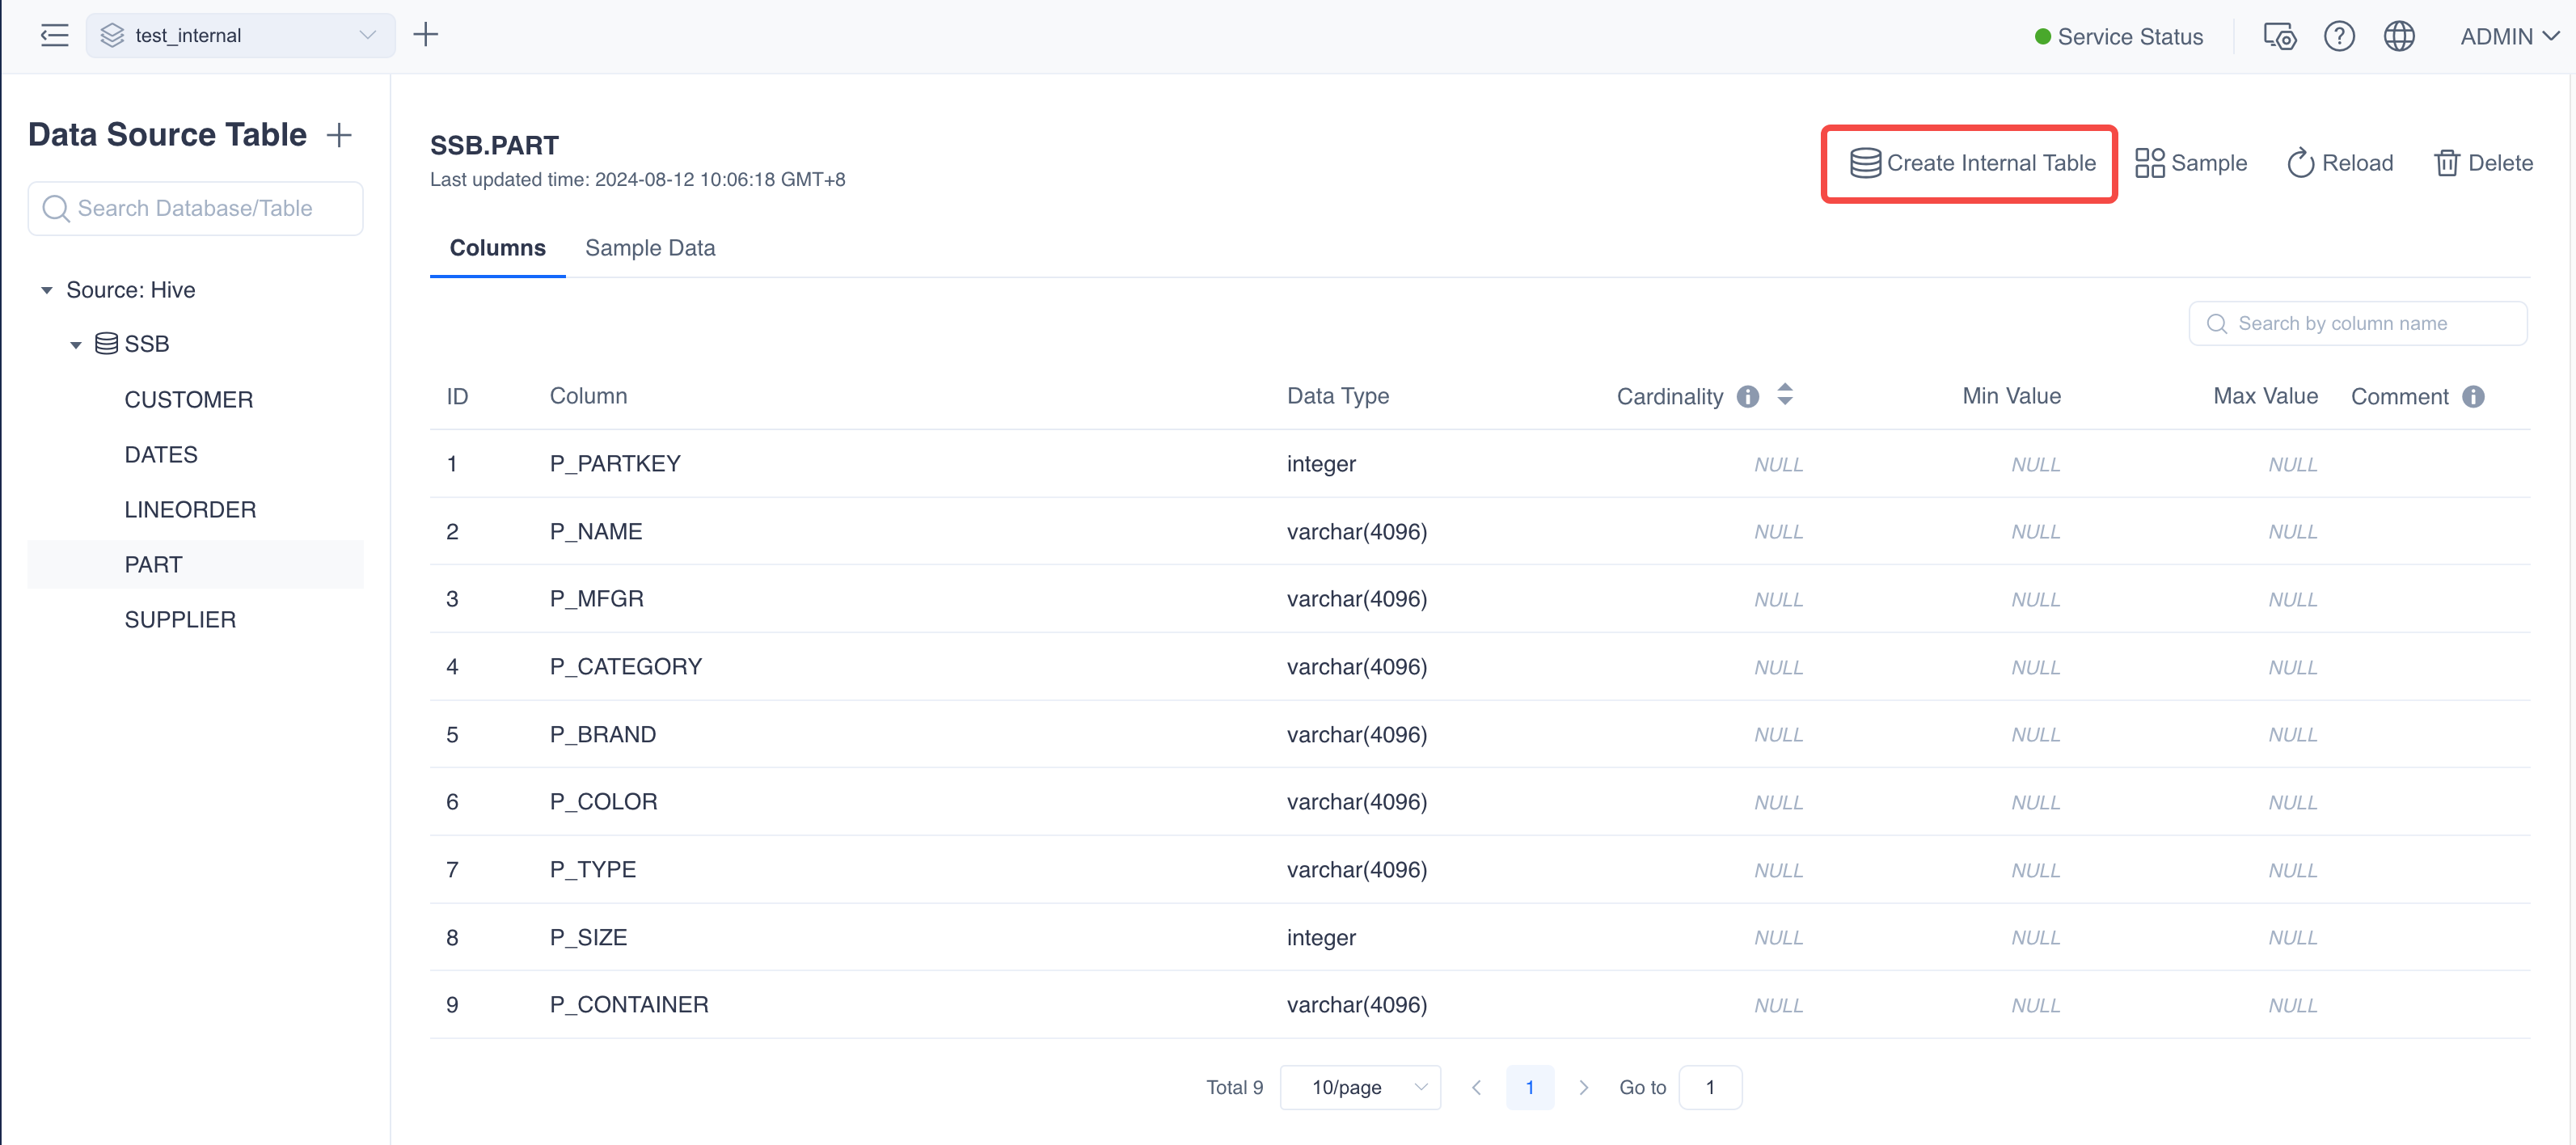 test_internal
Service Status
ADMIN
Data Source Table
Search Database/Table
Source: Hive
SSB
CUSTOMER
DATES
LINEORDER
PART
SUPPLIER
SSB.PART
Last updated time: 2024-08-12 10:06:18 GMT+8
Create Internal Table Sample Reload Delete
Columns Sample Data
Search by column name
ID Column Data Type Cardinality Min Value Max Value Comment
1 P_PARTKEY integer NULL NULL NULL
2 P_NAME varchar(4096) NULL NULL NULL
3 P_MFGR varchar(4096) NULL NULL NULL
4 P_CATEGORY varchar(4096) NULL NULL NULL
5 P_BRAND varchar(4096) NULL NULL NULL
6 P_COLOR varchar(4096) NULL NULL NULL
7 P_TYPE varchar(4096) NULL NULL NULL
8 P_SIZE integer NULL NULL NULL
9 P_CONTAINER varchar(4096) NULL NULL NULL
Total 9 10/page 1 Go to 1